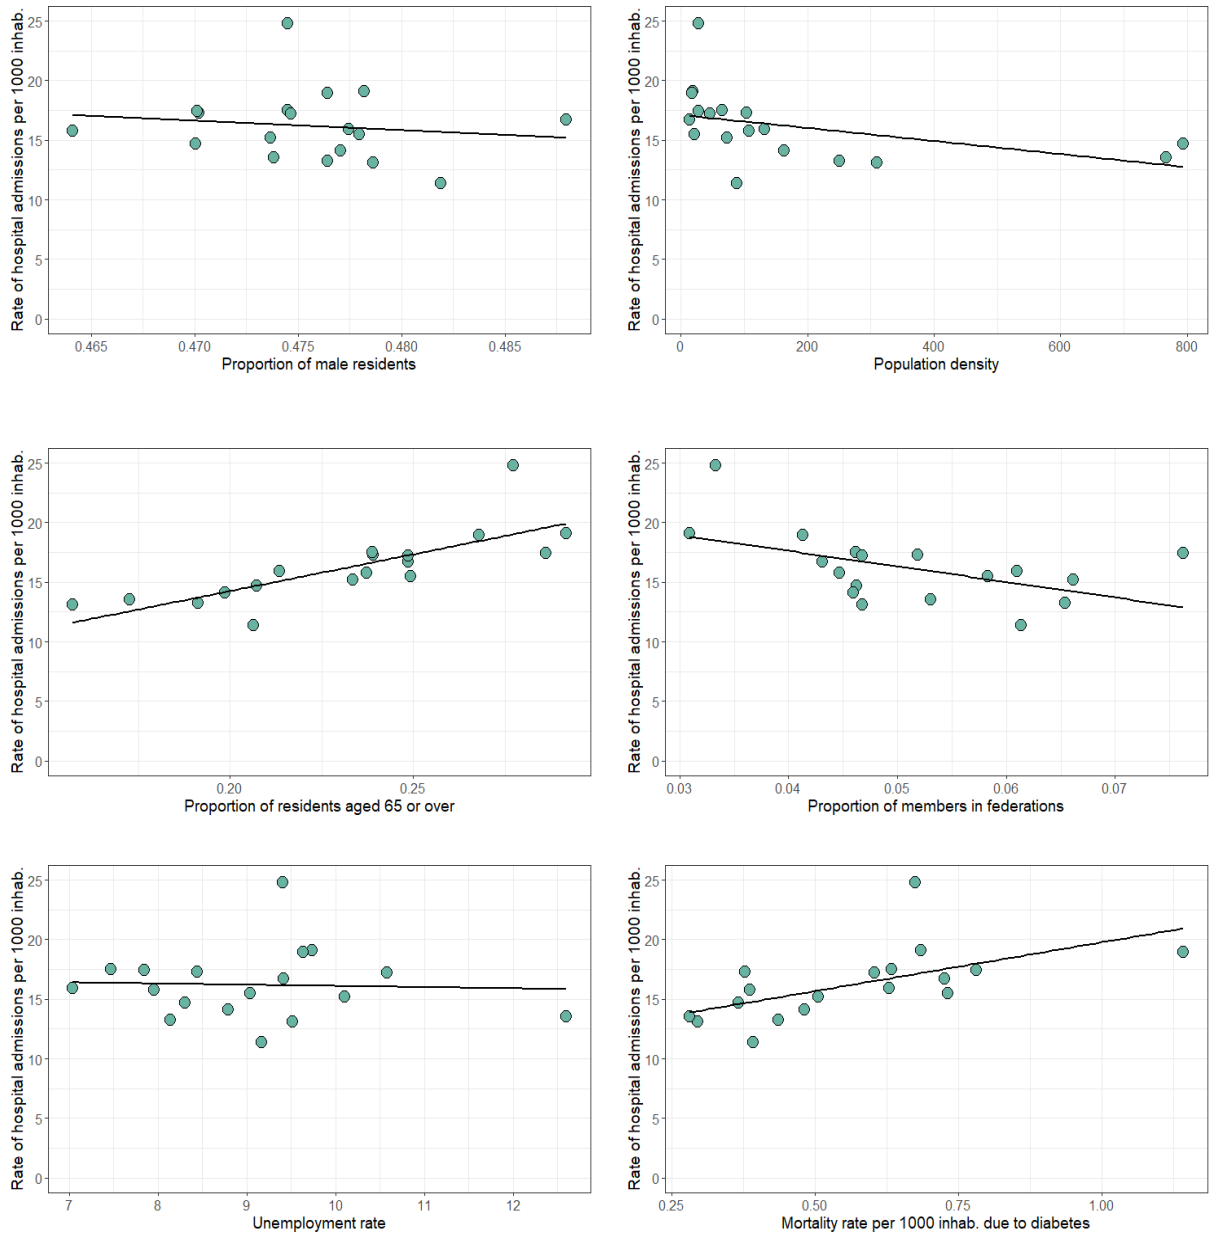 Rate of hospital admissions per 1000 inhab.
25
20
15
10
5
0
0.465 0.470 0.475 0.480 0.485
Proportion of male residents
Rate of hospital admissions per 1000 inhab.
25
20
15
10
5
0
0 200 400 600 800
Population density
Rate of hospital admissions per 1000 inhab.
25
20
15
10
5
0
0.20 0.25
Proportion of residents aged 65 or over
Rate of hospital admissions per 1000 inhab.
25
20
15
10
5
0
0.03 0.04 0.05 0.06 0.07
Proportion of members in federations
Rate of hospital admissions per 1000 inhab.
25
20
15
10
5
0
7 8 9 10 11 12
Unemployment rate
Rate of hospital admissions per 1000 inhab.
25
20
15
10
5
0
0.25 0.50 0.75 1.00
Mortality rate per 1000 inhab. due to diabetes